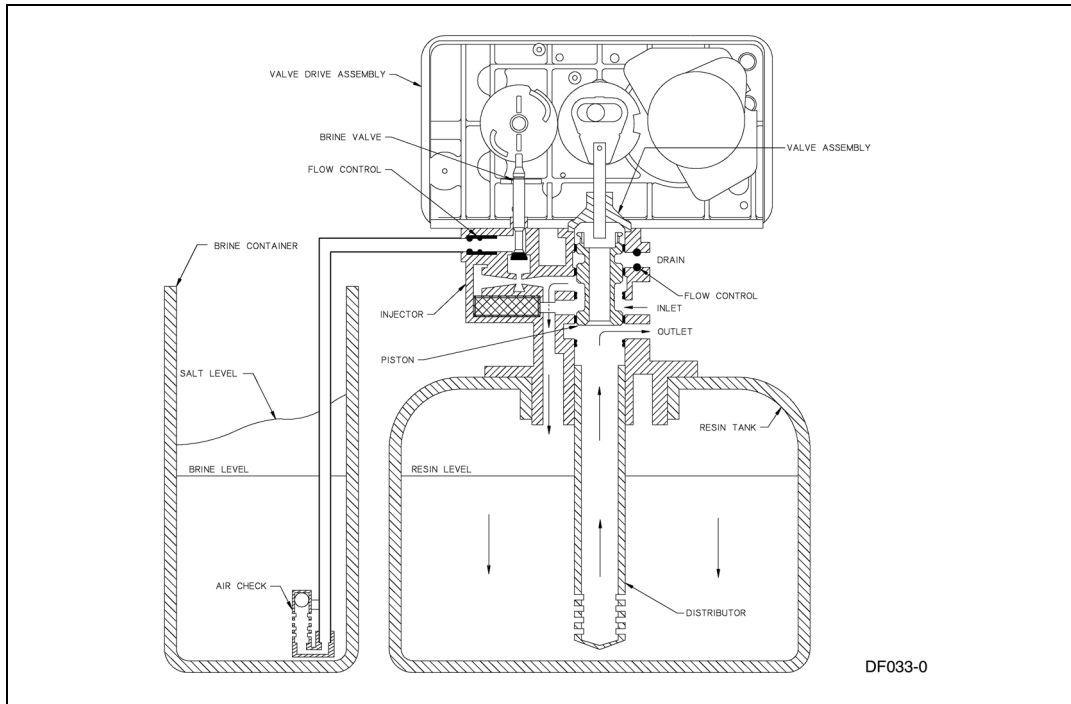 VALVE DRIVE ASSEMBLY
BRINE VALVE
VALVE ASSEMBLY
FLOW CONTROL
BRINE CONTAINER
DRAIN
FLOW CONTROL
INLET
INJECTOR
OUTLET
PISTON
SALT LEVEL
RESIN TANK
BRINE LEVEL
RESIN LEVEL
AIR CHECK
DISTRIBUTOR
DF033-0